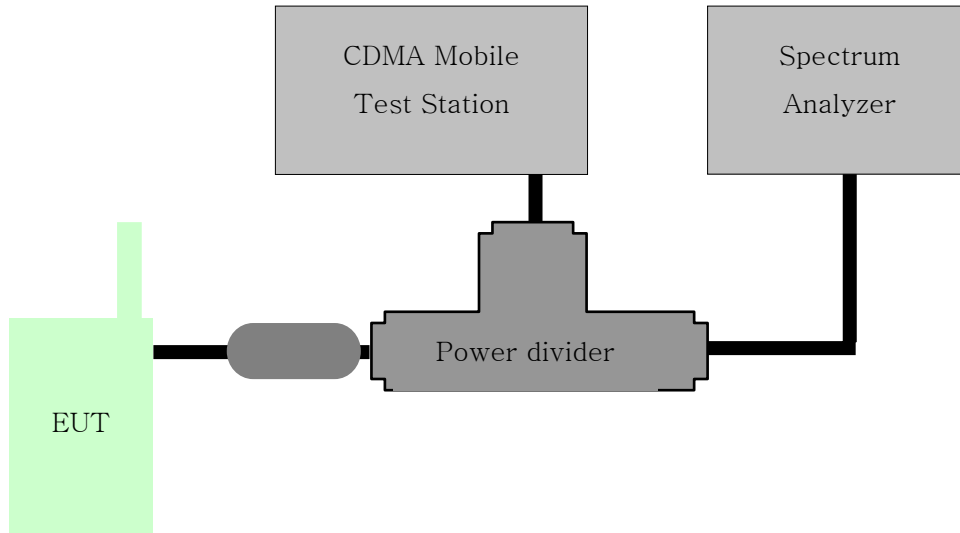 CDMA Mobile
Test Station
Spectrum
Analyzer
Power divider
EUT